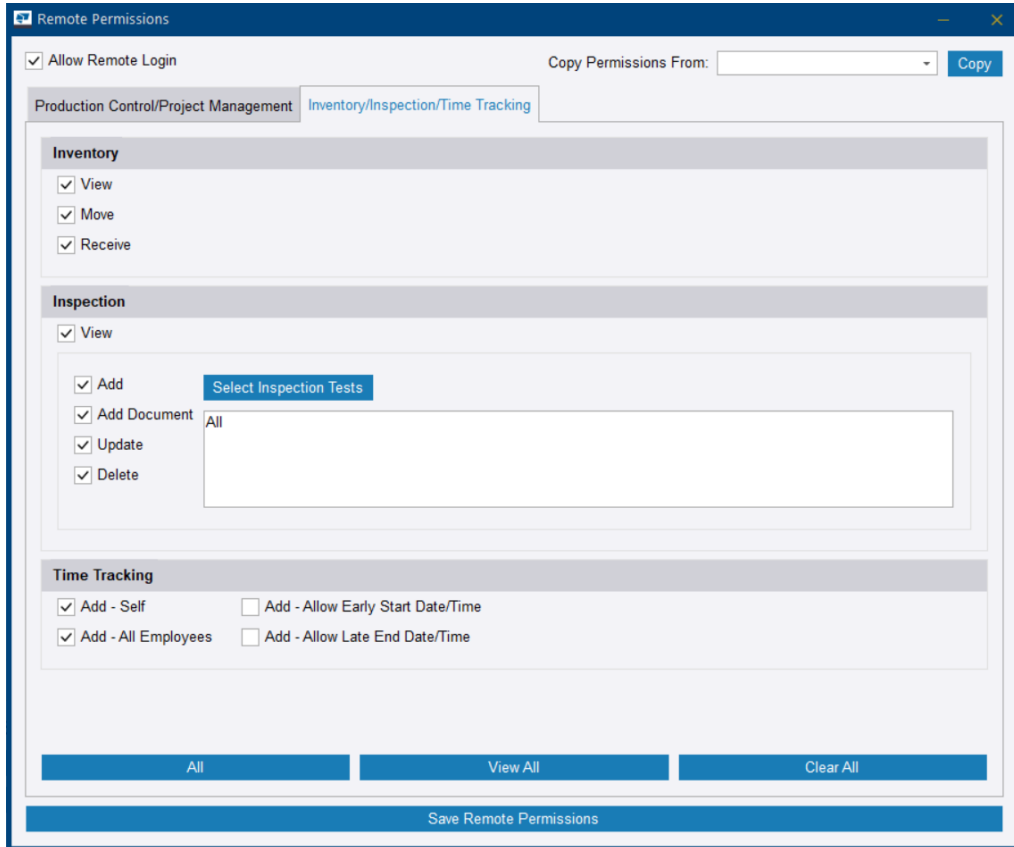 Remote Permissions
Allow Remote Login
Copy Permissions From:
Copy
Production Control/Project Management
Inventory/Inspection/Time Tracking
Inventory
View
Move
Receive
Inspection
View
Add
Select Inspection Tests
Add Document
All
Update
Delete
Time Tracking
Add - Self
Add - Allow Early Start Date/Time
Add - All Employees
Add - Allow Late End Date/Time
All
View All
Clear All
Save Remote Permissions